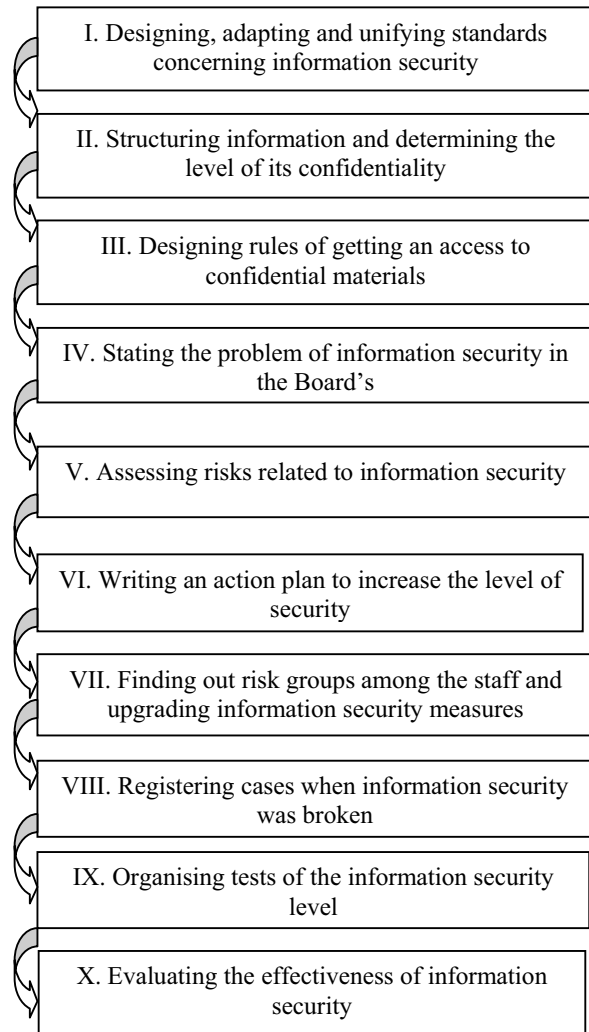 I. Designing, adapting and unifying standards
concerning information security
II. Structuring information and determining the
level of its confidentiality
III. Designing rules of getting an access to
confidential materials
IV. Stating the problem of information security in
the Board’s
V. Assessing risks related to information security
VI. Writing an action plan to increase the level of
security
VII. Finding out risk groups among the staff and
upgrading information security measures
VIII. Registering cases when information security
was broken
IX. Organising tests of the information security
level
X. Evaluating the effectiveness of information
security